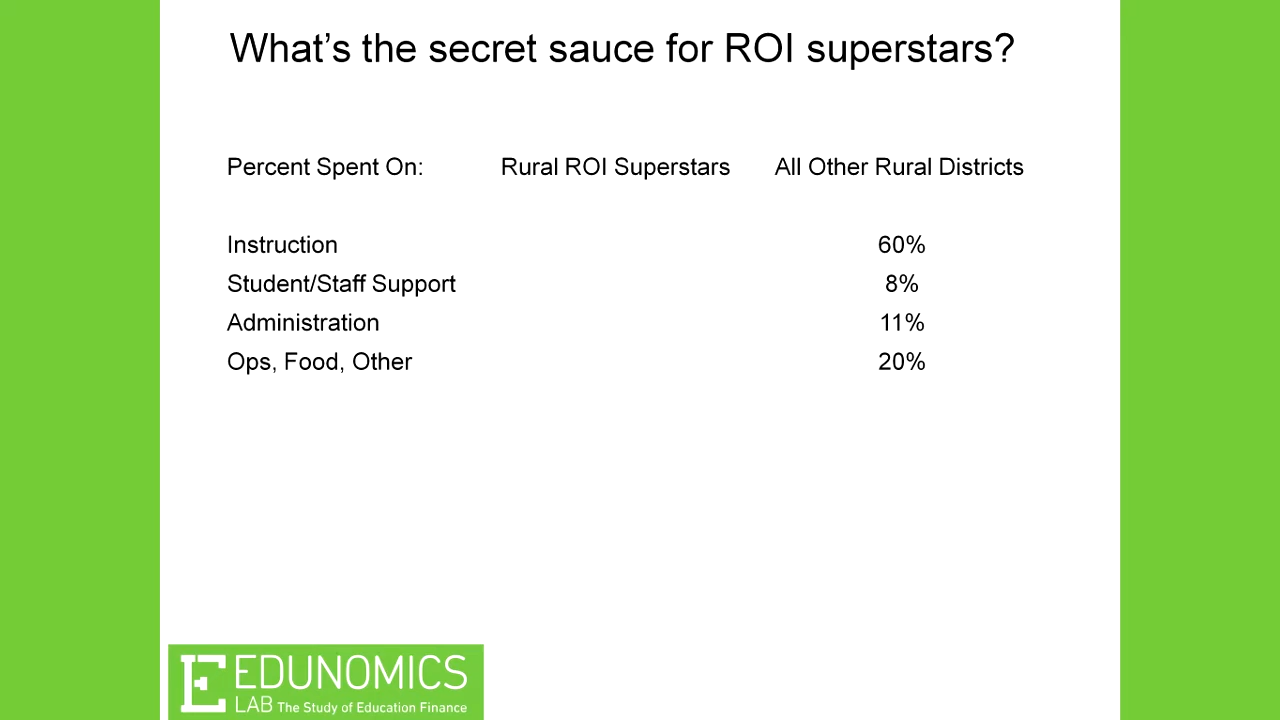 What’s the secret sauce for ROI superstars?
Percent Spent On: Rural ROI Superstars All Other Rural Districts
Instruction 60%
Student/Staff Support 8%
Administration 11%
Ops, Food, Other 20%
E EDUNOMICS
LAB The Study of Education Finance